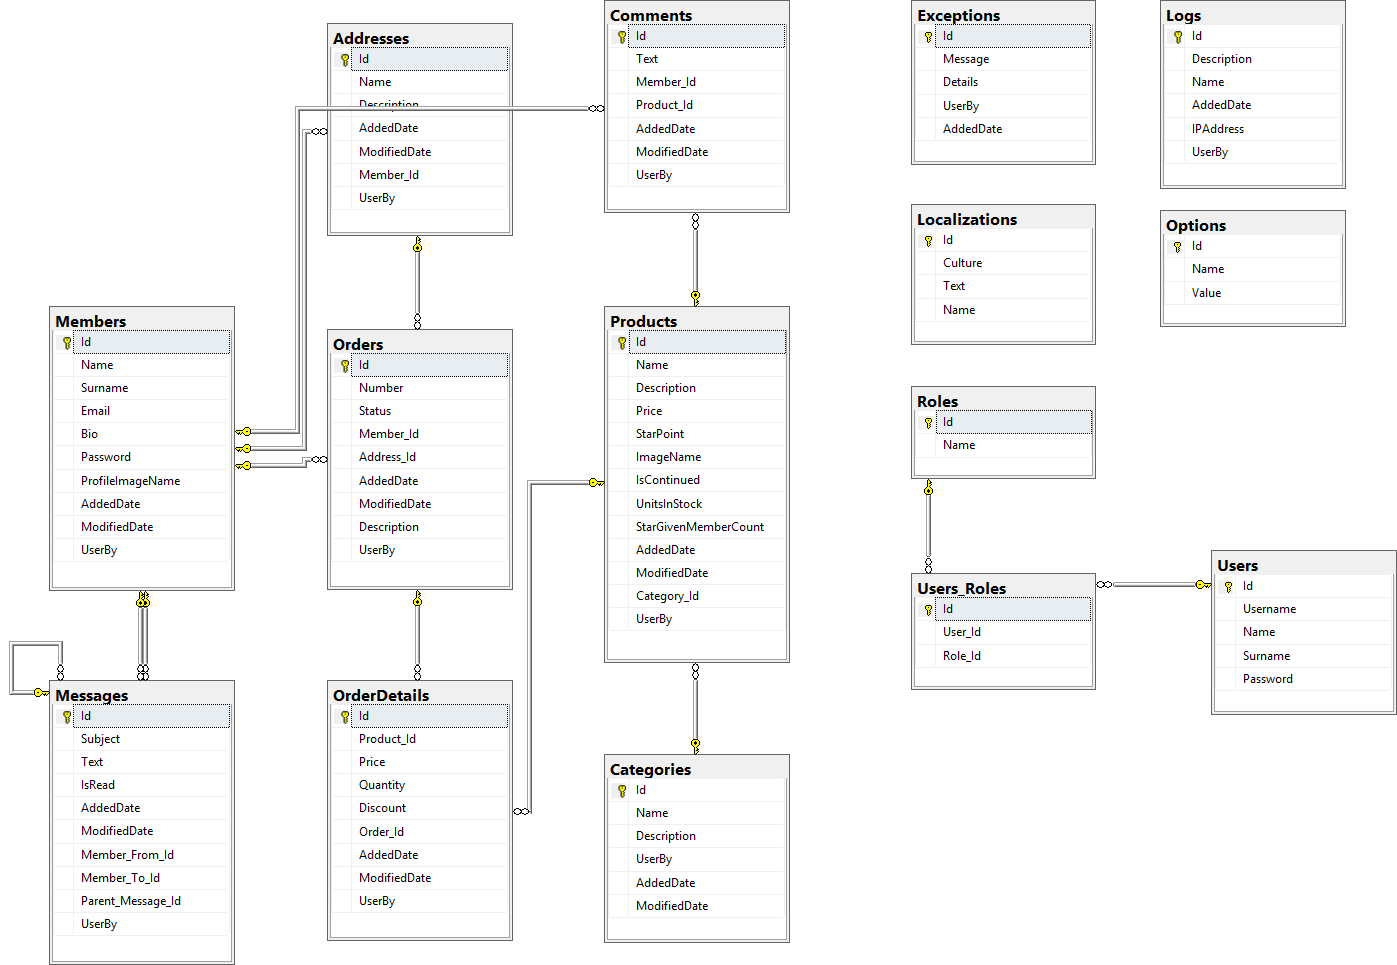 Addresses
Id
Name
Description
AddedDate
ModifiedDate
Member_Id
UserBy
Comments
Id
Text
Member_Id
Product_Id
AddedDate
ModifiedDate
UserBy
Exceptions
Id
Message
Details
UserBy
AddedDate
Logs
Id
Description
Name
AddedDate
IPAddress
UserBy
Localizations
Id
Culture
Text
Name
Options
Id
Name
Value
Members
Id
Name
Surname
Email
Bio
Password
ProfileImageName
AddedDate
ModifiedDate
UserBy
Orders
Id
Number
Status
Member_Id
Address_Id
AddedDate
ModifiedDate
Description
UserBy
Products
Id
Name
Description
Price
StarPoint
ImageName
IsContinued
UnitsInStock
StarGivenMemberCount
AddedDate
ModifiedDate
Category_Id
UserBy
Roles
Id
Name
Users_Roles
Id
User_Id
Role_Id
Users
Id
Username
Name
Surname
Password
Messages
Id
Subject
Text
IsRead
AddedDate
ModifiedDate
Member_From_Id
Member_To_Id
Parent_Message_Id
UserBy
OrderDetails
Id
Product_Id
Price
Quantity
Discount
Order_Id
AddedDate
ModifiedDate
UserBy
Categories
Id
Name
Description
UserBy
AddedDate
ModifiedDate